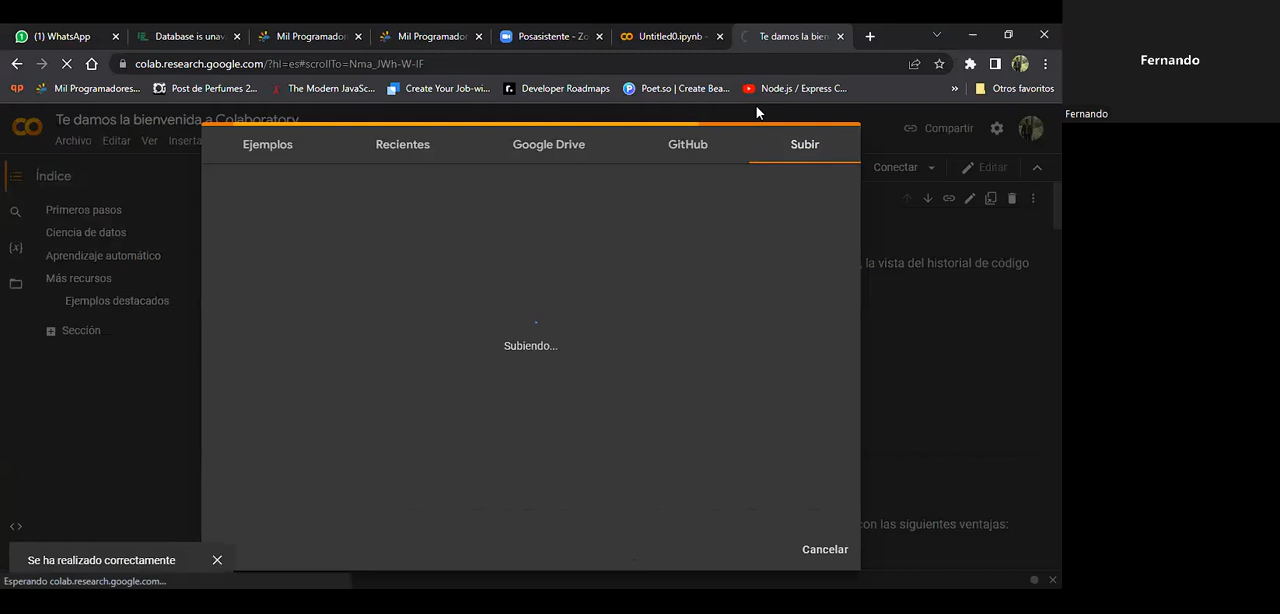 (1) WhatsApp
Database is unav
Mil Programador
Mil Programador
Posasistente - Zo
Untitled0.ipynb
Te damos la bien
colab.research.google.com/?hl=es#scrollTo=Nma_JWh-W-IF
qp
Mil Programadores...
Post de Perfumes 2...
The Modern JavaSc...
Create Your Job-wi...
Developer Roadmaps
Poet.so | Create Bea...
Node.js / Express C...
»
Otros favoritos
Te damos la bienvenida a Colaboratory
Archivo Editar Ver Inserta
Compartir
Ejemplos Recientes Google Drive GitHub Subir
Conectar
Editar
Índice
Primeros pasos
Ciencia de datos
Aprendizaje automático
Más recursos
Ejemplos destacados
Sección
, la vista del historial de código
Subiendo...
con las siguientes ventajas:
Cancelar
Se ha realizado correctamente
Esperando colab.research.google.com...
Fernando
Fernando